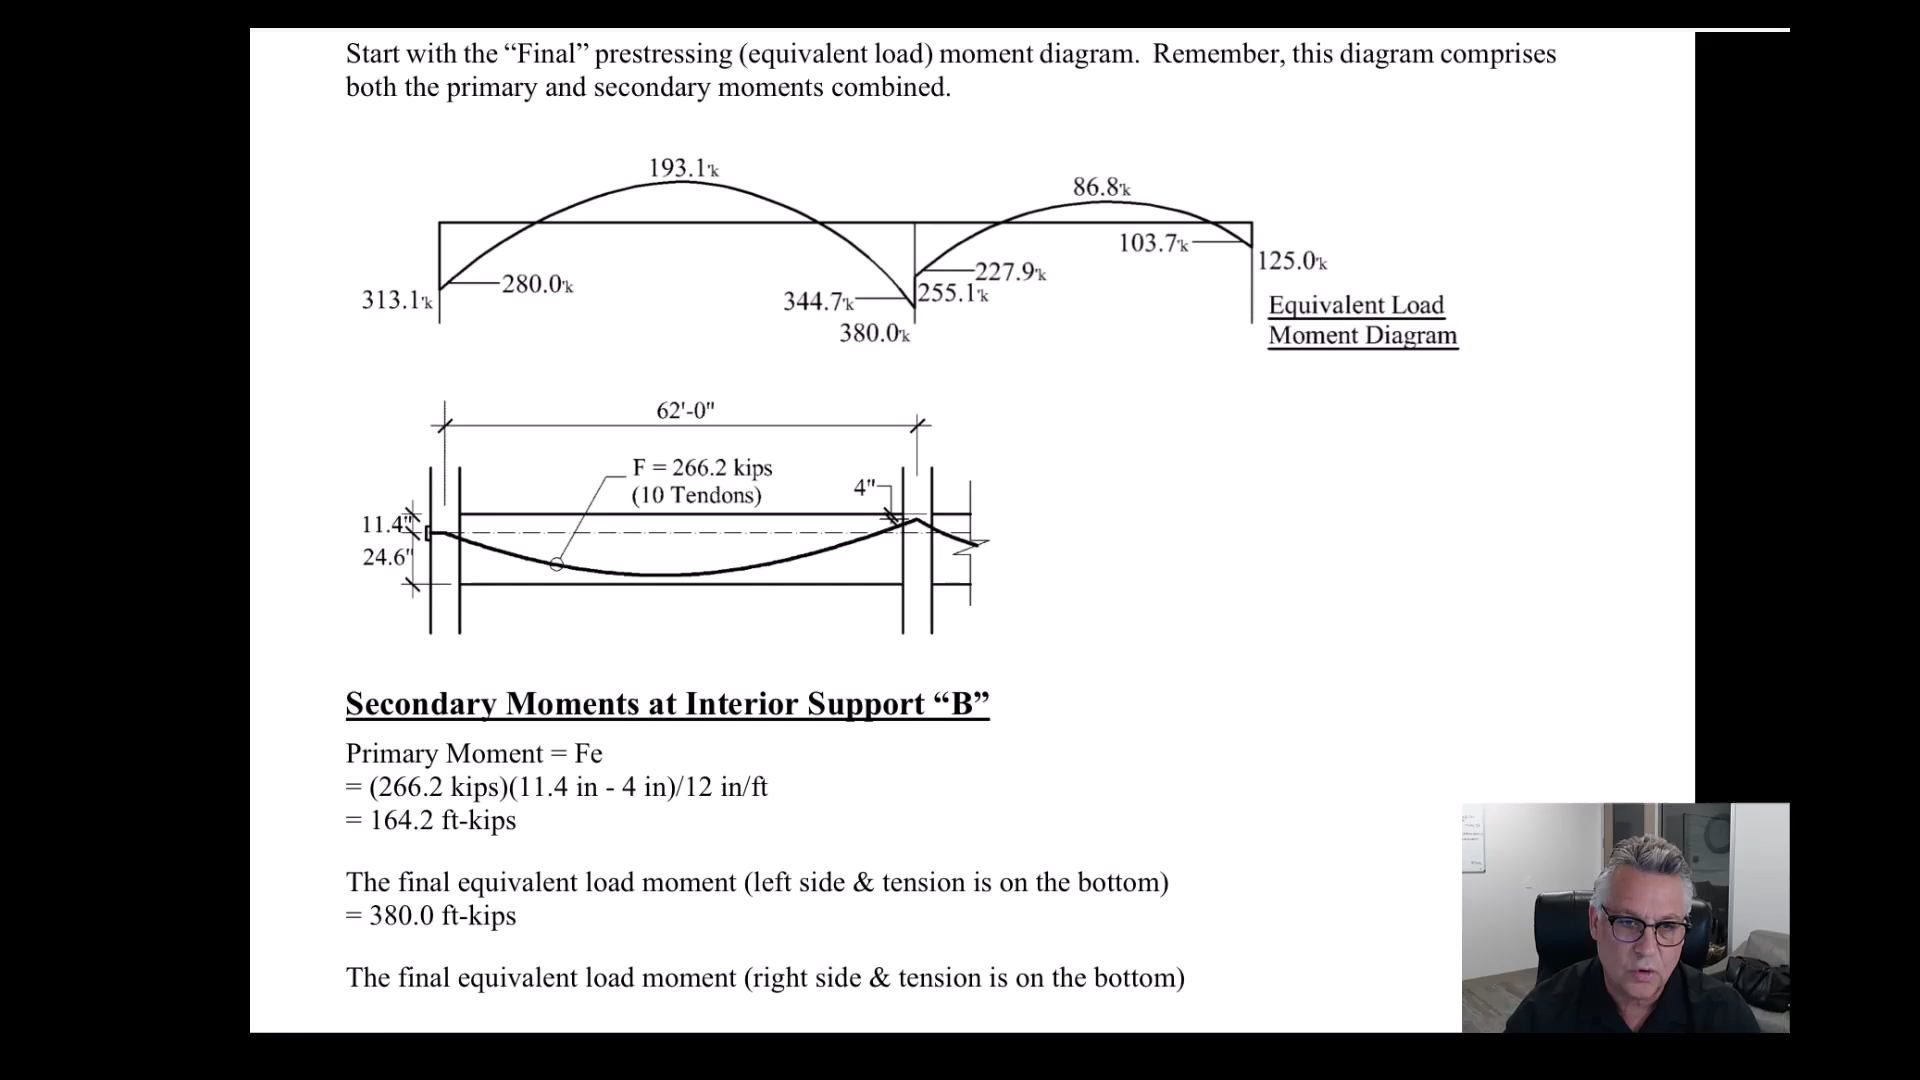 Start with the “Final” prestressing (equivalent load) moment diagram.  Remember, this diagram comprises
both the primary and secondary moments combined.
193.1'k
86.8'k
103.7'k
125.0'k
280.0'k
313.1'k
227.9'k
344.7'k
255.1'k
380.0'k
Equivalent Load
Moment Diagram
62'-0"
F = 266.2 kips
(10 Tendons)
4"
11.4"
24.6"
Secondary Moments at Interior Support “B”
Primary Moment = Fe
= (266.2 kips)(11.4 in - 4 in)/12 in/ft
= 164.2 ft-kips
The final equivalent load moment (left side & tension is on the bottom)
= 380.0 ft-kips
The final equivalent load moment (right side & tension is on the bottom)